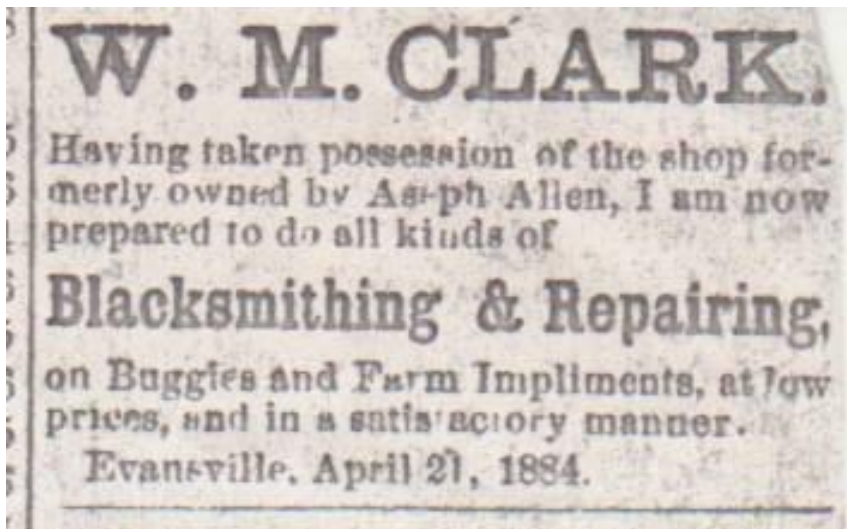 W. M. CLARK.
Having taken possession of the shop for-
merly owned by Aseph Allen, I am now
prepared to do all kinds of
Blacksmithing & Repairing,
on Buggies and Farm Impliments, at low
prices, and in a satisfactory manner.
Evansville, April 21, 1884.